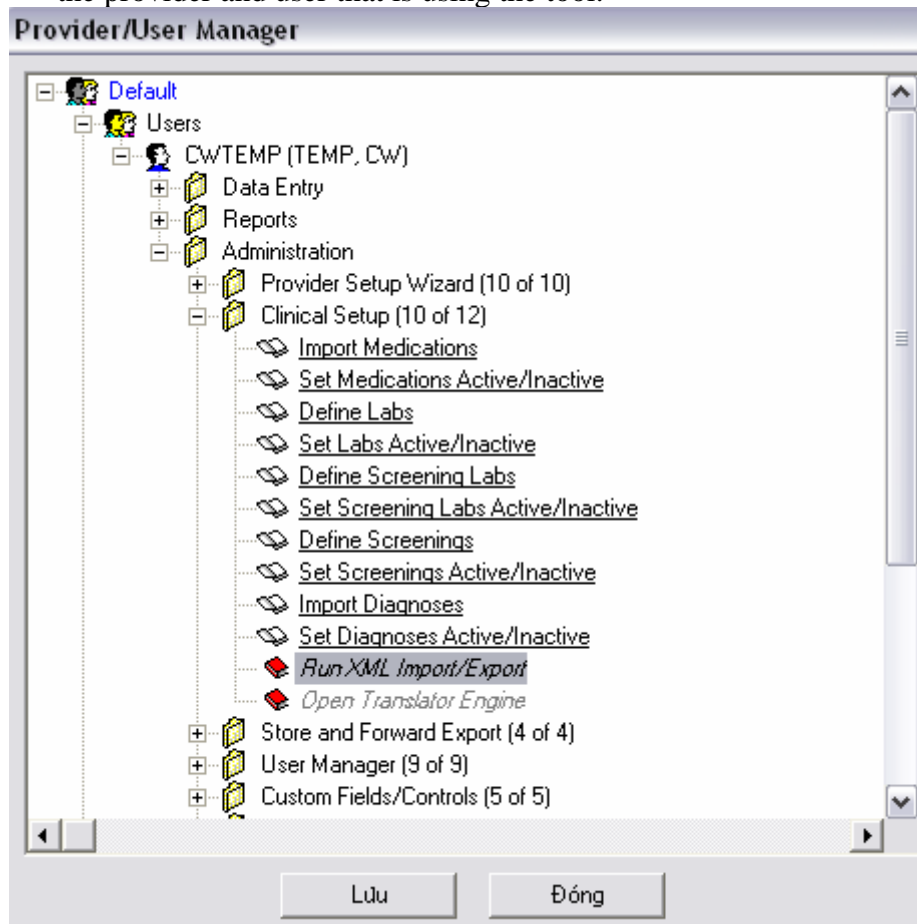 the provider and user that is using the tool.
Provider/User Manager
Default
Users
CWTEMP (TEMP, CW)
Data Entry
Reports
Administration
Provider Setup Wizard (10 of 10)
Clinical Setup (10 of 12)
Import Medications
Set Medications Active/Inactive
Define Labs
Set Labs Active/Inactive
Define Screening Labs
Set Screening Labs Active/Inactive
Define Screenings
Set Screenings Active/Inactive
Import Diagnoses
Set Diagnoses Active/Inactive
Run XML Import/Export
Open Translator Engine
Store and Forward Export (4 of 4)
User Manager (9 of 9)
Custom Fields/Controls (5 of 5)
Lưu Đóng